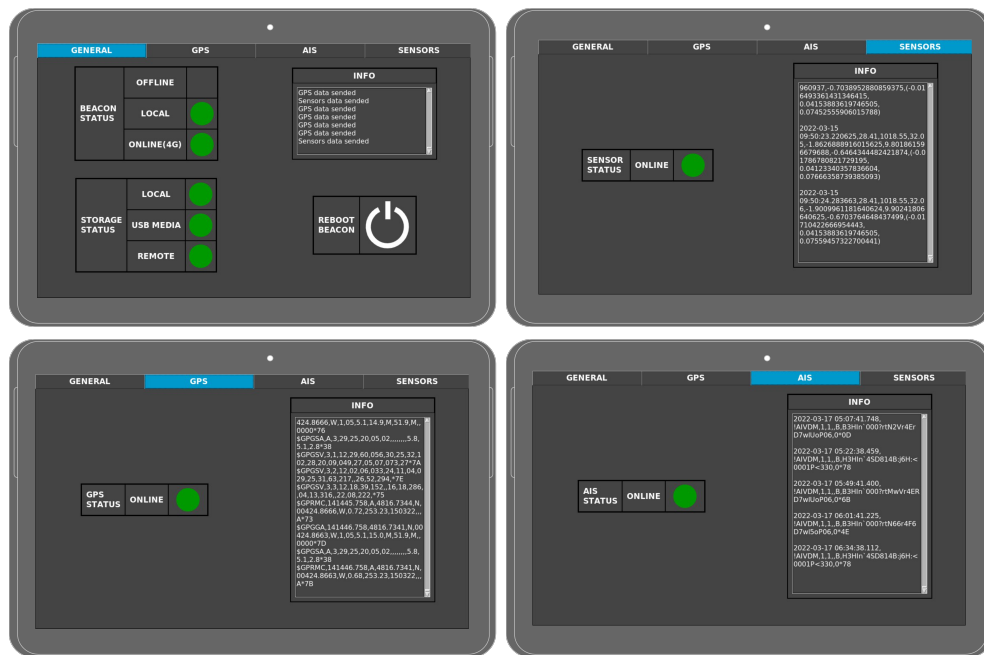 GENERAL GPS AIS SENSORS
BEACON
STATUS
OFFLINE
LOCAL
ONLINE(4G)
STORAGE
STATUS
LOCAL
USB MEDIA
REMOTE
INFO
GPS data sended
Sensors data sended
GPS data sended
GPS data sended
GPS data sended
GPS data sended
Sensors data sended
REBOOT
BEACON
GENERAL GPS AIS SENSORS
SENSOR
STATUS
ONLINE
INFO
960937,-0.7038952880859375,(-0.01
6493361431346415,
0.04153883619746505,
0.07452555906015788)
2022-03-15
09:50:23.220625,28.41,1018.55,32.0
5,-1.8626888916015625,9.80186159
6679688,-0.6464344482421874,(-0.0
1786780821729195,
0.04123340357836604,
0.07666358739385093)
2022-03-15
09:50:24.283663,28.41,1018.55,32.0
6,-1.9009961181640624,9.90241806
640625,-0.6703764648437499,(-0.01
7104226669544443,
0.04153883619746505,
0.07559457322700441)
GENERAL GPS AIS SENSORS
GPS
STATUS
ONLINE
INFO
424.8666,W,1,05,5.1,14.9,M,51.9,M,,
0000*76
$GPGSA,A,3,29,25,20,05,02,,,,,,,,5.8,
5.1,2.8*38
$GPGSV,3,1,12,29,60,056,30,25,32,1
02,28,20,09,049,27,05,07,073,27*7A
$GPGSV,3,2,12,02,06,033,24,11,04,0
29,25,31,63,217,,26,52,294,*7E
$GPGSV,3,3,12,18,39,152,,16,18,286,
,04,13,316,,22,08,222,*75
$GPRMC,141445.758,A,4816.7344,N,
00424.8666,W,0.72,253.23,150322,,,
A*73
$GPGGA,141446.758,4816.7341,N,00
424.8663,W,1,05,5.1,15.0,M,51.9,M,,
0000*7D
$GPGSA,A,3,29,25,20,05,02,,,,,,,,5.8,
5.1,2.8*38
$GPRMC,141446.758,A,4816.7341,N,
00424.8663,W,0.68,253.23,150322,,,
A*7B
GENERAL GPS AIS SENSORS
AIS
STATUS
ONLINE
INFO
2022-03-17 05:07:41.748,
!AIVDM,1,1,,B,B3HIn`000?rtN2Vr4Er
D7wlUoP06,0*0D
2022-03-17 05:22:38.459,
!AIVDM,1,1,,B,H3HIn`4SD814B:j6H:<
0001P<330,0*78
2022-03-17 05:49:41.400,
!AIVDM,1,1,,B,B3HIn`000?rtMwVr4ER
D7wlUoP06,0*6B
2022-03-17 06:01:41.225,
!AIVDM,1,1,,B,B3HIn`000?rtN66r4F6
D7wl5oP06,0*4E
2022-03-17 06:34:38.112,
!AIVDM,1,1,,B,H3HIn`4SD814B:j6H:<
0001P<330,0*78